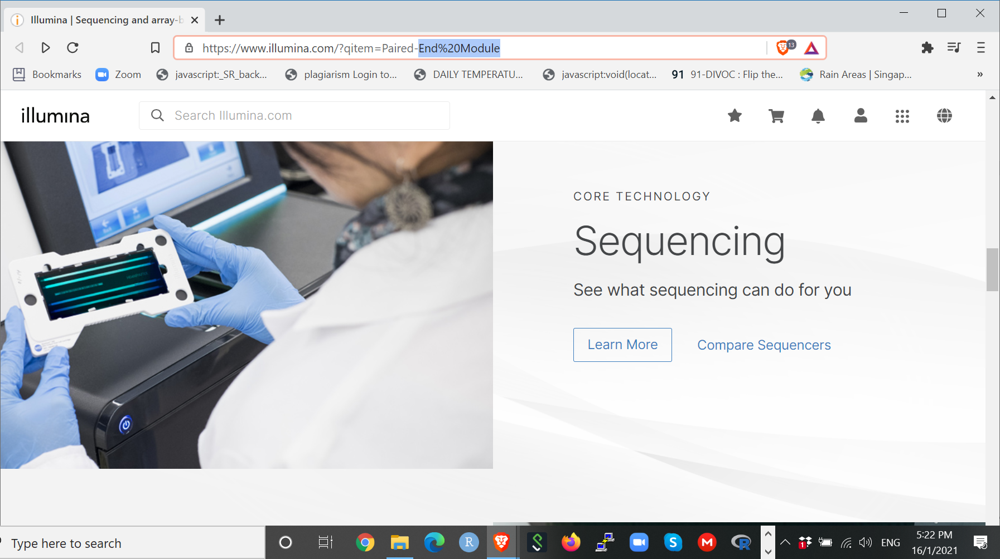 Illumina | Sequencing and array-b
https://www.illumina.com/?qitem=Paired-End%20Module
13
Bookmarks
Zoom
javascript:_SR_back...
plagiarism Login to...
DAILY TEMPERATU...
javascript:void(locat...
91 91-DIVOC : Flip the...
Rain Areas | Singap...
»
illumına
Search Illumina.com
CORE TECHNOLOGY
Sequencing
See what sequencing can do for you
Learn More
Compare Sequencers
Back
Type here to search
R
S
M
R
1
ENG
5:22 PM
16/1/2021